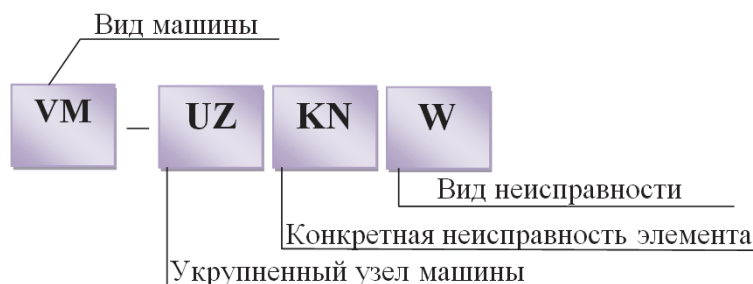 Вид машины
VM – UZ KN W
Вид неисправности
Конкретная неисправность элемента
Укрупненный узел машины